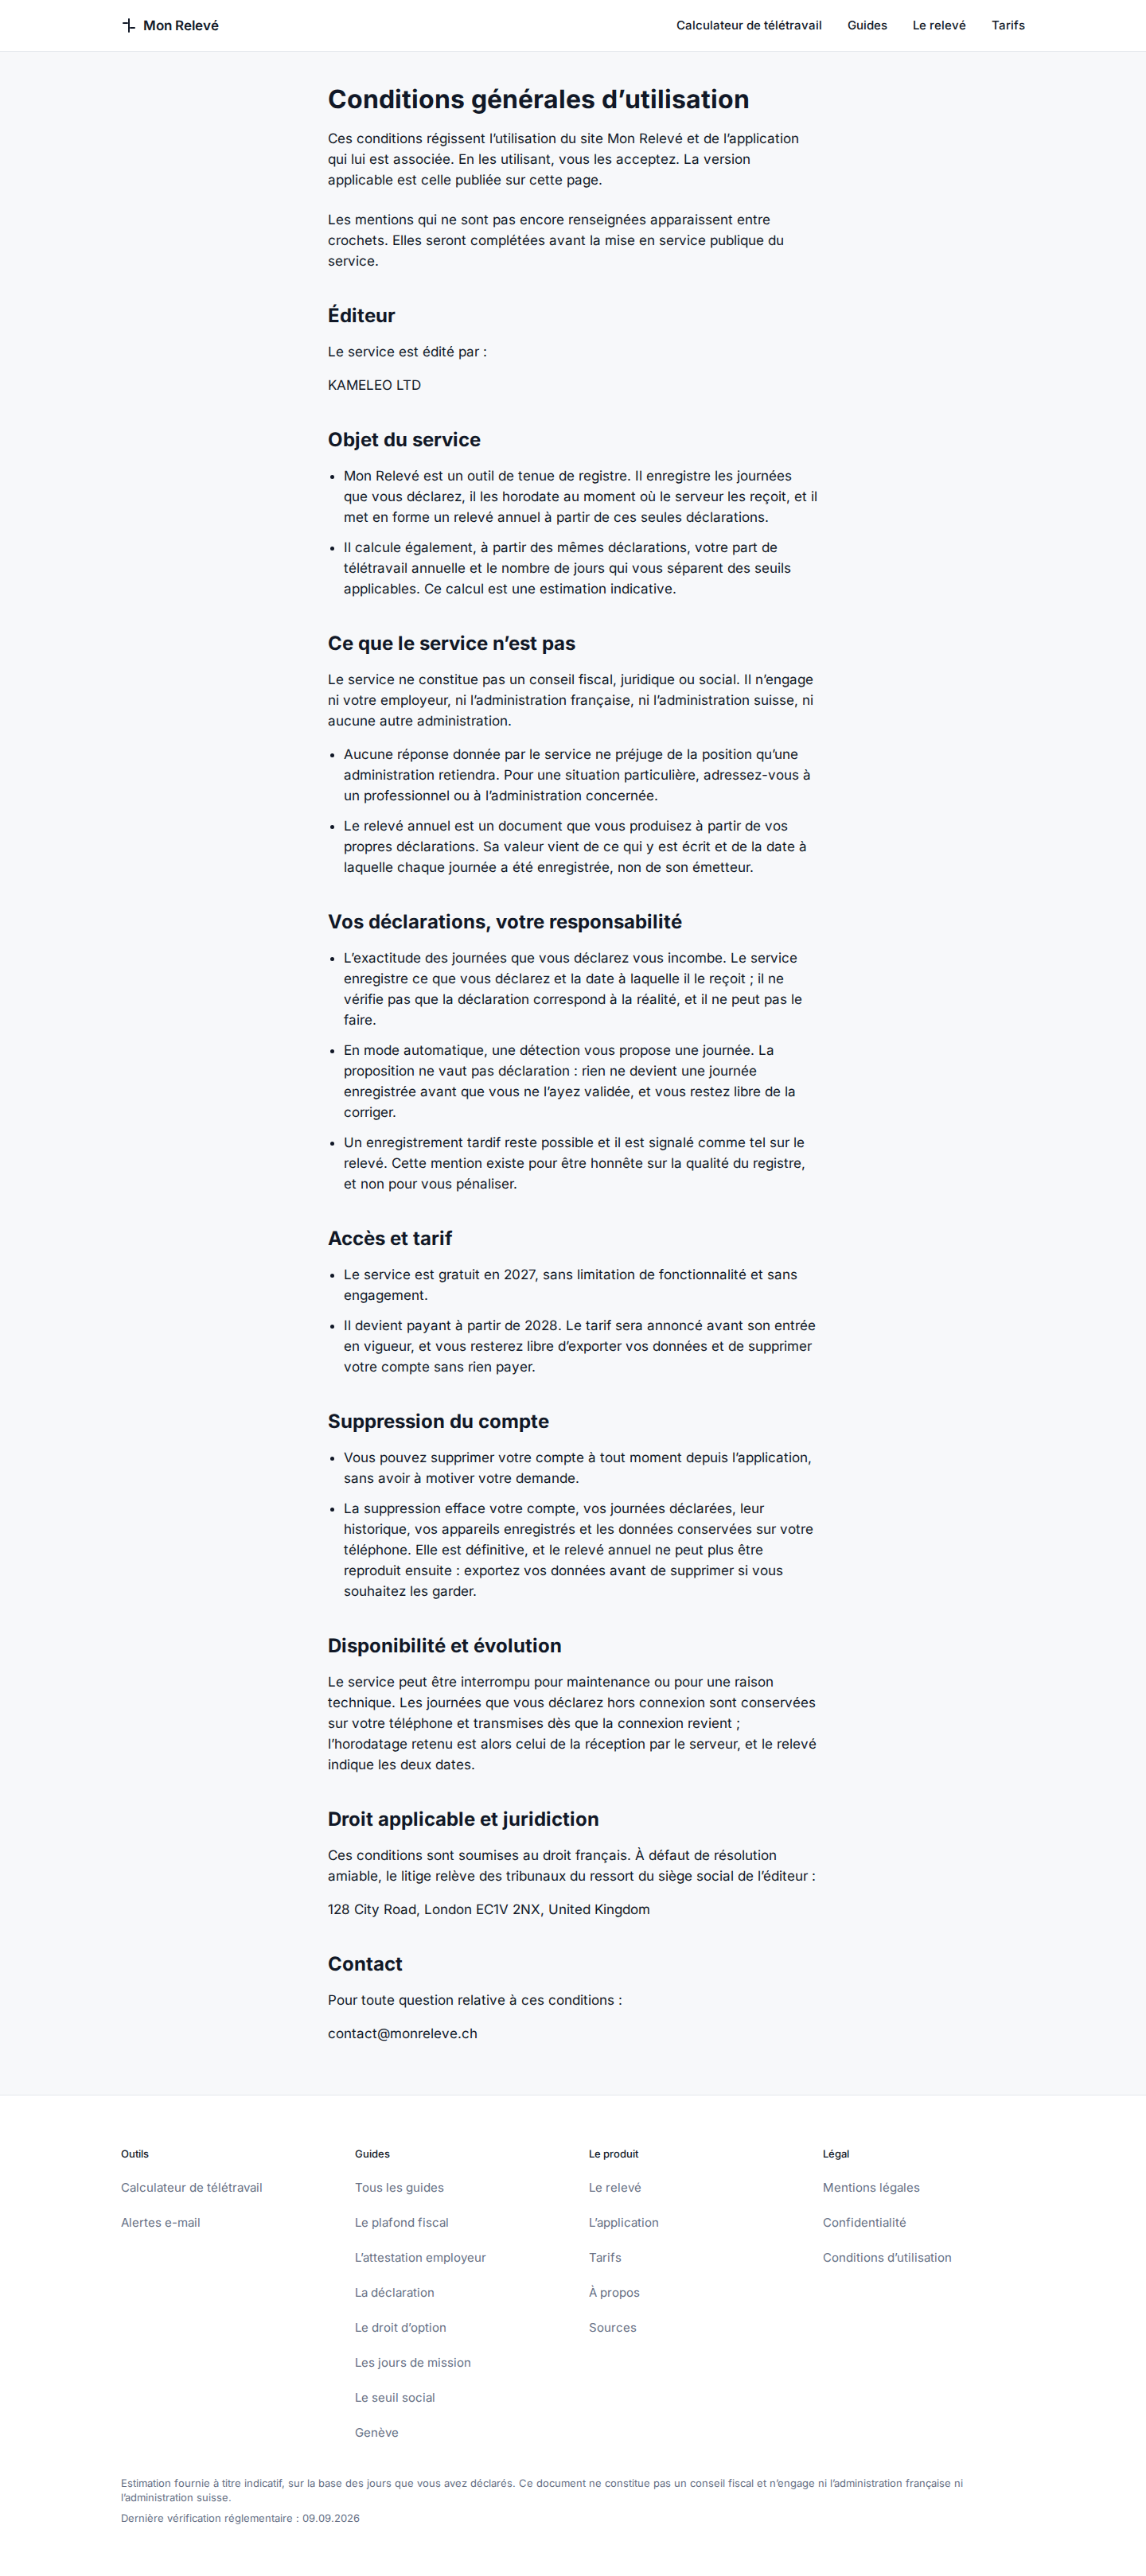 Mon Relevé
Calculateur de télétravail Guides Le relevé Tarifs
Conditions générales d’utilisation
Ces conditions régissent l’utilisation du site Mon Relevé et de l’application
qui lui est associée. En les utilisant, vous les acceptez. La version
applicable est celle publiée sur cette page.
Les mentions qui ne sont pas encore renseignées apparaissent entre
crochets. Elles seront complétées avant la mise en service publique du
service.
Éditeur
Le service est édité par :
KAMELEO LTD
Objet du service
• Mon Relevé est un outil de tenue de registre. Il enregistre les journées
que vous déclarez, il les horodate au moment où le serveur les reçoit, et il
met en forme un relevé annuel à partir de ces seules déclarations.
• Il calcule également, à partir des mêmes déclarations, votre part de
télétravail annuelle et le nombre de jours qui vous séparent des seuils
applicables. Ce calcul est une estimation indicative.
Ce que le service n’est pas
Le service ne constitue pas un conseil fiscal, juridique ou social. Il n’engage
ni votre employeur, ni l’administration française, ni l’administration suisse, ni
aucune autre administration.
• Aucune réponse donnée par le service ne préjuge de la position qu’une
administration retiendra. Pour une situation particulière, adressez-vous à
un professionnel ou à l’administration concernée.
• Le relevé annuel est un document que vous produisez à partir de vos
propres déclarations. Sa valeur vient de ce qui y est écrit et de la date à
laquelle chaque journée a été enregistrée, non de son émetteur.
Vos déclarations, votre responsabilité
• L’exactitude des journées que vous déclarez vous incombe. Le service
enregistre ce que vous déclarez et la date à laquelle il le reçoit ; il ne
vérifie pas que la déclaration correspond à la réalité, et il ne peut pas le
faire.
• En mode automatique, une détection vous propose une journée. La
proposition ne vaut pas déclaration : rien ne devient une journée
enregistrée avant que vous ne l’ayez validée, et vous restez libre de la
corriger.
• Un enregistrement tardif reste possible et il est signalé comme tel sur le
relevé. Cette mention existe pour être honnête sur la qualité du registre,
et non pour vous pénaliser.
Accès et tarif
• Le service est gratuit en 2027, sans limitation de fonctionnalité et sans
engagement.
• Il devient payant à partir de 2028. Le tarif sera annoncé avant son entrée
en vigueur, et vous resterez libre d’exporter vos données et de supprimer
votre compte sans rien payer.
Suppression du compte
• Vous pouvez supprimer votre compte à tout moment depuis l’application,
sans avoir à motiver votre demande.
• La suppression efface votre compte, vos journées déclarées, leur
historique, vos appareils enregistrés et les données conservées sur votre
téléphone. Elle est définitive, et le relevé annuel ne peut plus être
reproduit ensuite : exportez vos données avant de supprimer si vous
souhaitez les garder.
Disponibilité et évolution
Le service peut être interrompu pour maintenance ou pour une raison
technique. Les journées que vous déclarez hors connexion sont conservées
sur votre téléphone et transmises dès que la connexion revient ;
l’horodatage retenu est alors celui de la réception par le serveur, et le relevé
indique les deux dates.
Droit applicable et juridiction
Ces conditions sont soumises au droit français. À défaut de résolution
amiable, le litige relève des tribunaux du ressort du siège social de l’éditeur :
128 City Road, London EC1V 2NX, United Kingdom
Contact
Pour toute question relative à ces conditions :
contact@monreleve.ch
Outils
Calculateur de télétravail
Alertes e-mail
Guides
Tous les guides
Le plafond fiscal
L’attestation employeur
La déclaration
Le droit d’option
Les jours de mission
Le seuil social
Genève
Le produit
Le relevé
L’application
Tarifs
À propos
Sources
Légal
Mentions légales
Confidentialité
Conditions d’utilisation
Estimation fournie à titre indicatif, sur la base des jours que vous avez déclarés. Ce document ne constitue pas un conseil fiscal et n’engage ni l’administration française ni
l’administration suisse.
Dernière vérification réglementaire : 09.09.2026